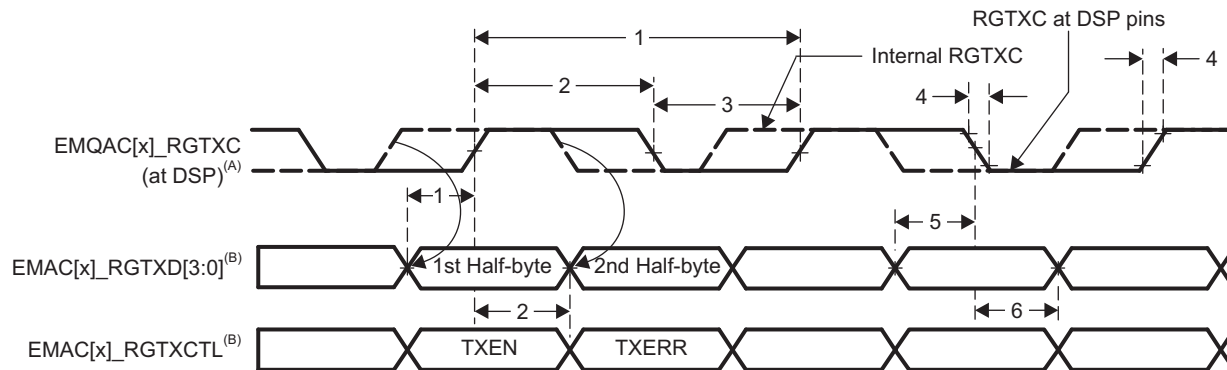 RGTXC at DSP pins
1
Internal RGTXC
4
2
3
4
EMQAC[x]_RGTXC
(at DSP)(A)
1
5
EMAC[x]_RGTXD[3:0](B)
1st Half-byte
2nd Half-byte
2
6
EMAC[x]_RGTXCTL(B)
TXEN
TXERR